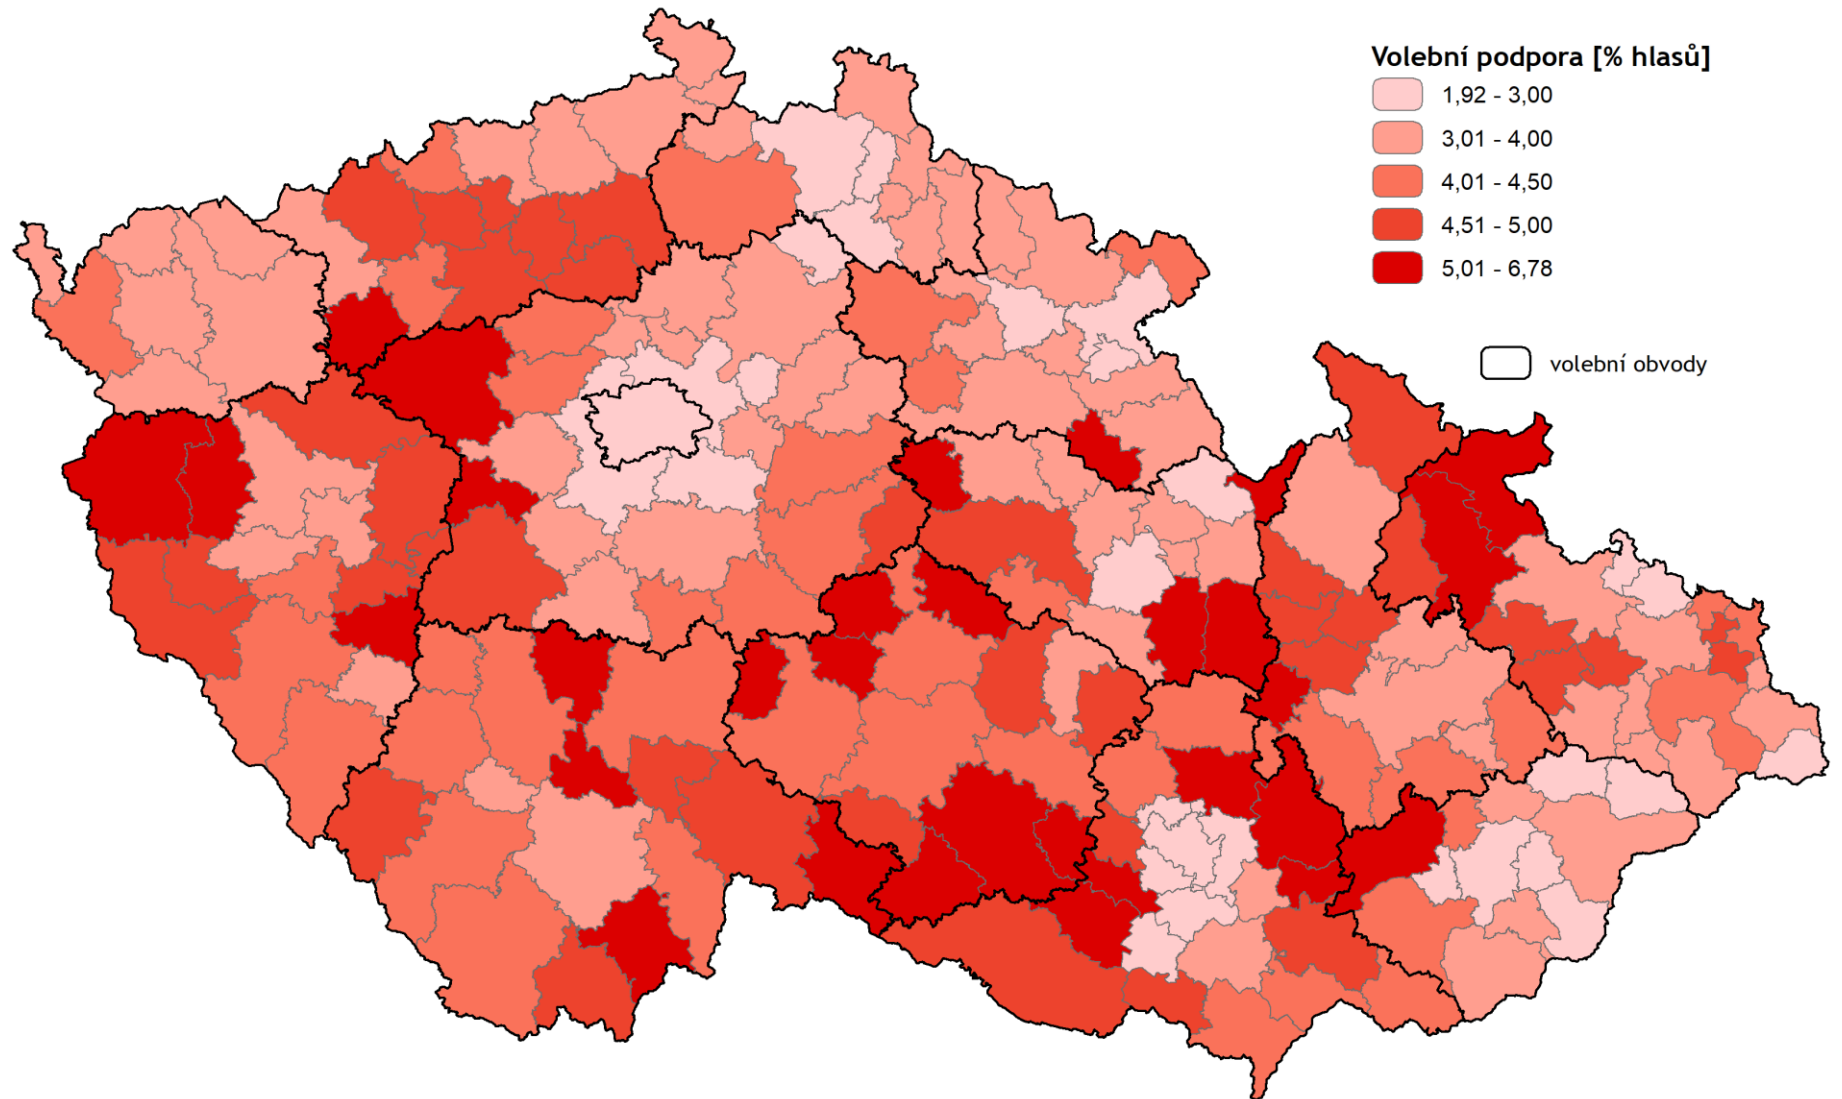 Volební podpora [% hlasů]
1,92 - 3,00
3,01 - 4,00
4,01 - 4,50
4,51 - 5,00
5,01 - 6,78
volební obvody